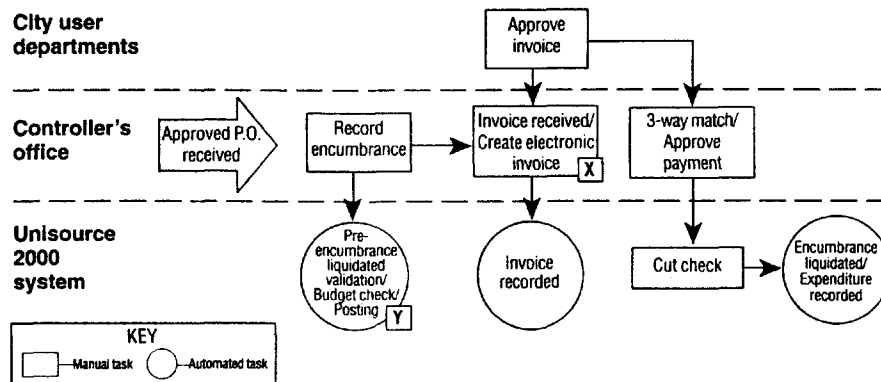 City user
departments
Approve
invoice
Controller's
office
Approved P.O.
received
Record
encumbrance
Invoice received/
Create electronic
invoice
X
3-way match/
Approve
payment
Unisource
2000
system
Pre-
encumbrance
liquidated
validation/
Budget check/
Posting
Y
Invoice
recorded
Cut check
Encumbrance
liquidated/
Expenditure
recorded
KEY
Manual task
Automated task